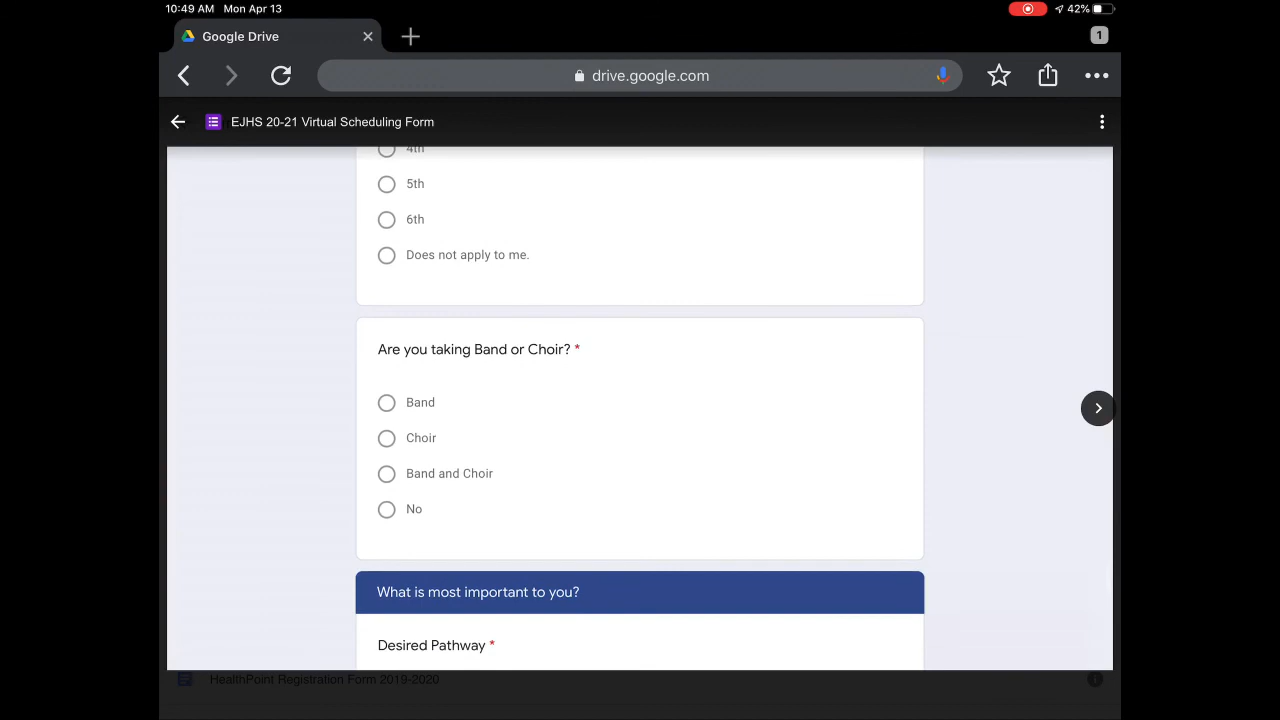 10:49 AM Mon Apr 13
42%
Google Drive
1
drive.google.com
EJHS 20-21 Virtual Scheduling Form
4th
5th
6th
Does not apply to me.
Are you taking Band or Choir? *
Band
Choir
Band and Choir
No
What is most important to you?
Desired Pathway *
HealthPoint Registration Form 2019-2020